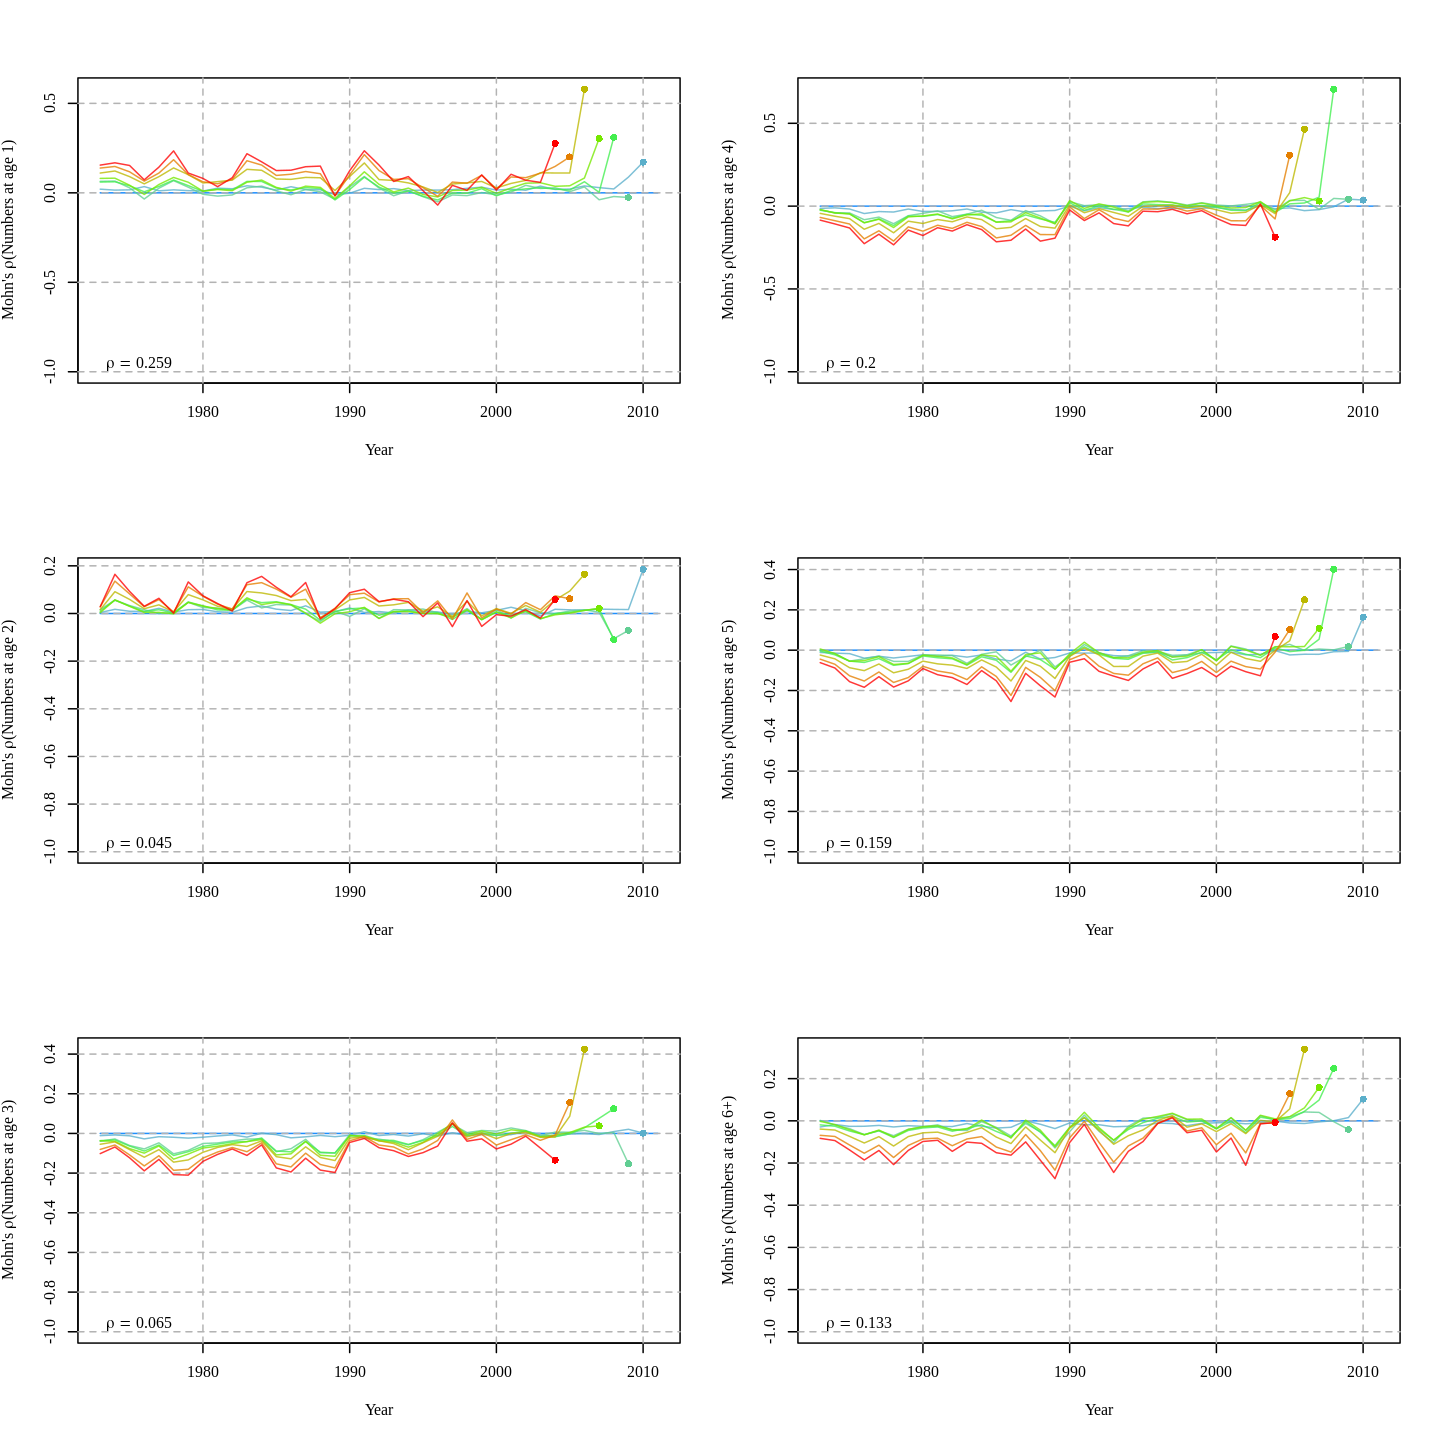 Mohn's ρ(Numbers at age 1)
0.5
0.0
-0.5
-1.0
ρ = 0.259
1980 1990 2000 2010
Year
Mohn's ρ(Numbers at age 4)
0.5
0.0
-0.5
-1.0
ρ = 0.2
1980 1990 2000 2010
Year
Mohn's ρ(Numbers at age 2)
0.2
0.0
-0.2
-0.4
-0.6
-0.8
-1.0
ρ = 0.045
1980 1990 2000 2010
Year
Mohn's ρ(Numbers at age 5)
0.4
0.2
0.0
-0.2
-0.4
-0.6
-0.8
-1.0
ρ = 0.159
1980 1990 2000 2010
Year
Mohn's ρ(Numbers at age 3)
0.4
0.2
0.0
-0.2
-0.4
-0.6
-0.8
-1.0
ρ = 0.065
1980 1990 2000 2010
Year
Mohn's ρ(Numbers at age 6+)
0.2
0.0
-0.2
-0.4
-0.6
-0.8
-1.0
ρ = 0.133
1980 1990 2000 2010
Year